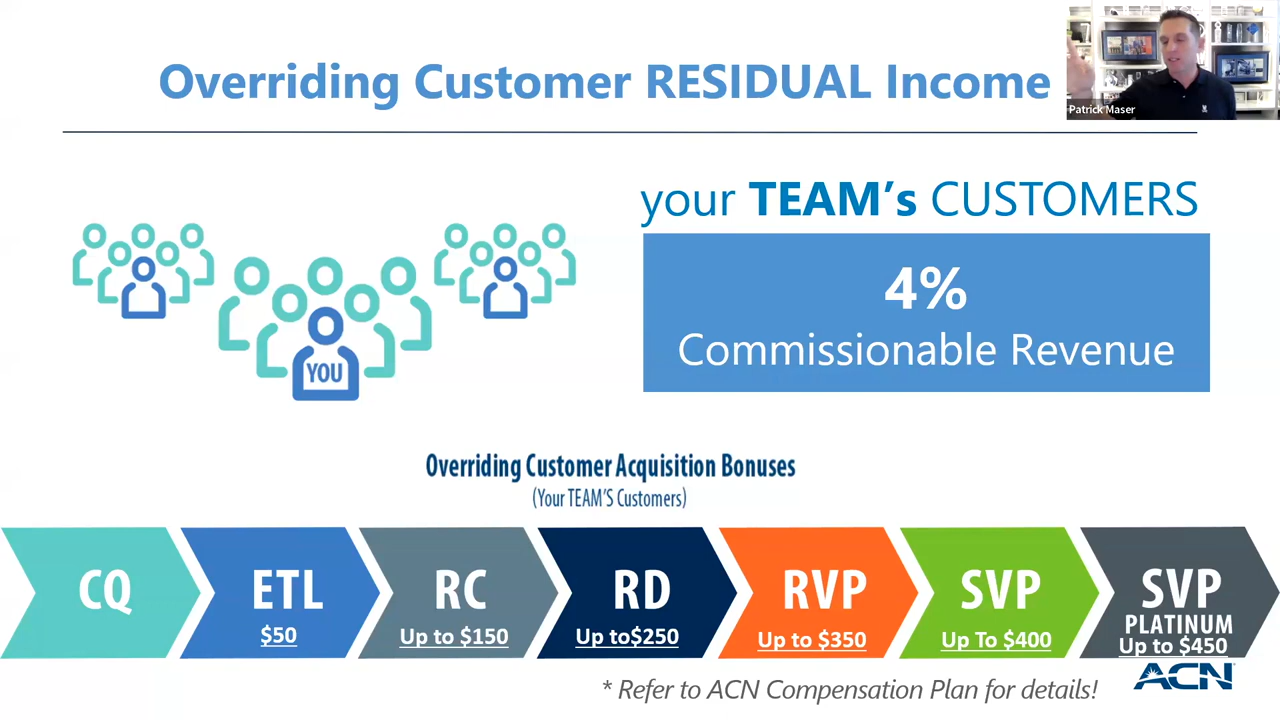 Overriding Customer RESIDUAL Income
Patrick Maser
your TEAM's CUSTOMERS
4%
Commissionable Revenue
YOU
Overriding Customer Acquisition Bonuses
(Your TEAM'S Customers)
CQ
ETL
$50
RC
Up to $150
RD
Up to$250
RVP
Up to $350
SVP
Up To $400
SVP
PLATINUM
Up to $450
ACN
* Refer to ACN Compensation Plan for details!